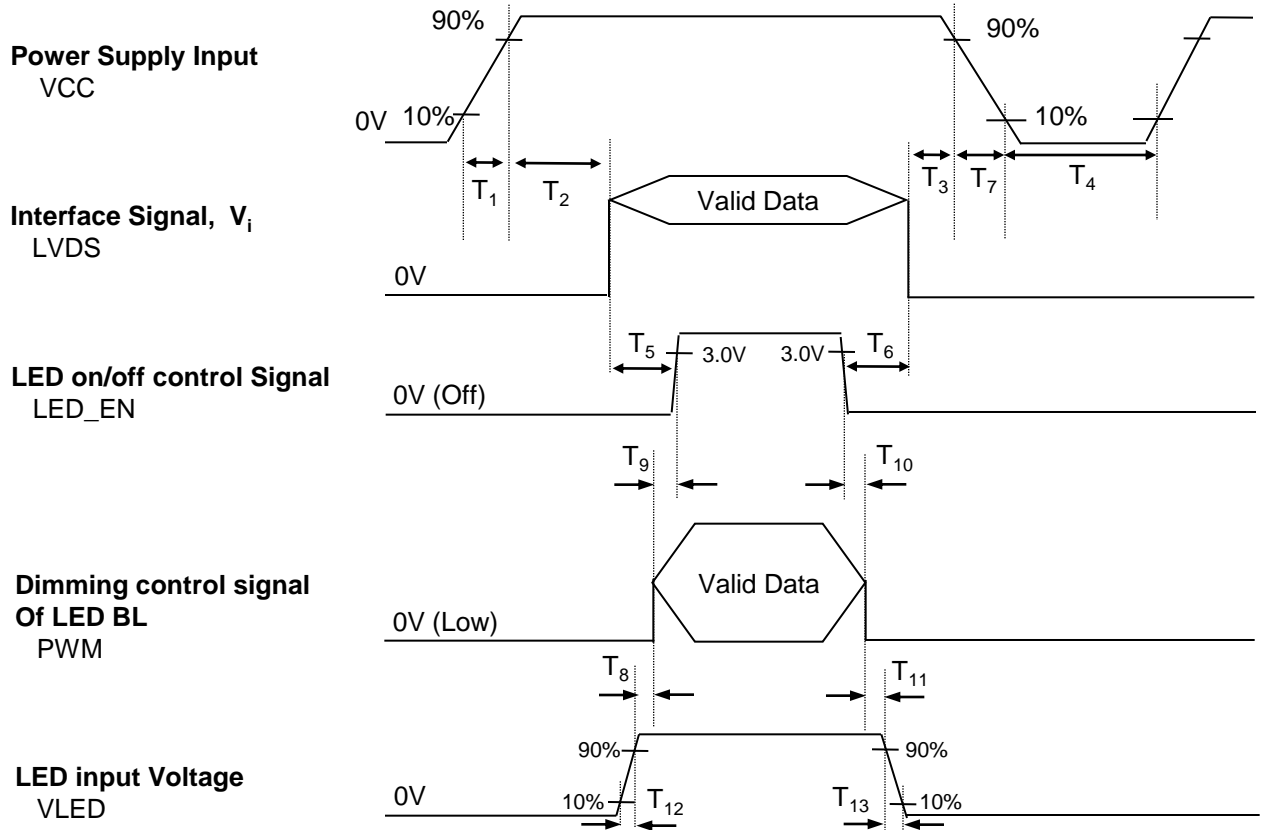 90%
90%
Power Supply Input
VCC
10%
10%
0V
T₁
T₂
T₃
T₇
T₄
Valid Data
Interface Signal, Vᵢ
LVDS
0V
T₅
3.0V
3.0V
T₆
LED on/off control Signal
LED_EN
0V (Off)
T₉
T₁₀
Valid Data
Dimming control signal
Of LED BL
PWM
0V (Low)
T₈
T₁₁
90%
90%
LED input Voltage
VLED
0V
10%
T₁₂
T₁₃
10%